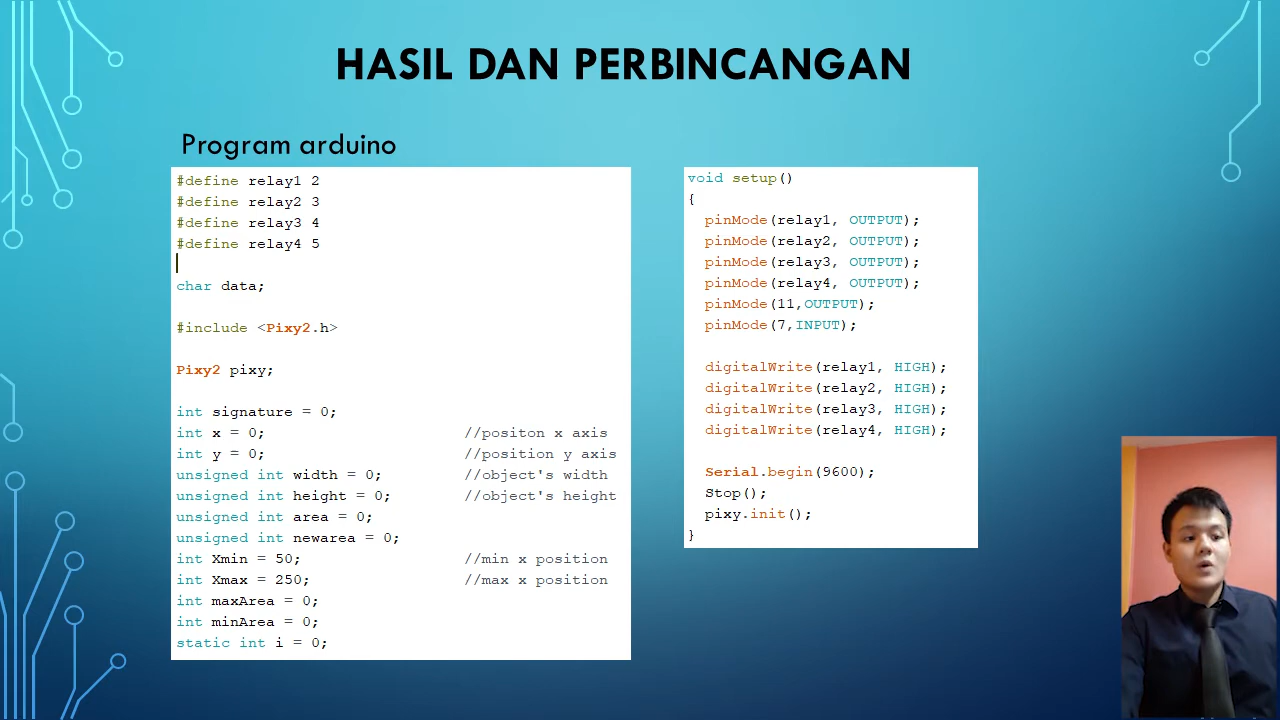 HASIL DAN PERBINCANGAN
Program arduino
#define relay1 2
#define relay2 3
#define relay3 4
#define relay4 5
char data;
#include <Pixy2.h>
Pixy2 pixy;
int signature = 0;
int x = 0; //positon x axis
int y = 0; //position y axis
unsigned int width = 0; //object's width
unsigned int height = 0; //object's height
unsigned int area = 0;
unsigned int newarea = 0;
int Xmin = 50; //min x position
int Xmax = 250; //max x position
int maxArea = 0;
int minArea = 0;
static int i = 0;
void setup()
{
pinMode(relay1, OUTPUT);
pinMode(relay2, OUTPUT);
pinMode(relay3, OUTPUT);
pinMode(relay4, OUTPUT);
pinMode(11,OUTPUT);
pinMode(7,INPUT);
digitalWrite(relay1, HIGH);
digitalWrite(relay2, HIGH);
digitalWrite(relay3, HIGH);
digitalWrite(relay4, HIGH);
Serial.begin(9600);
Stop();
pixy.init();
}